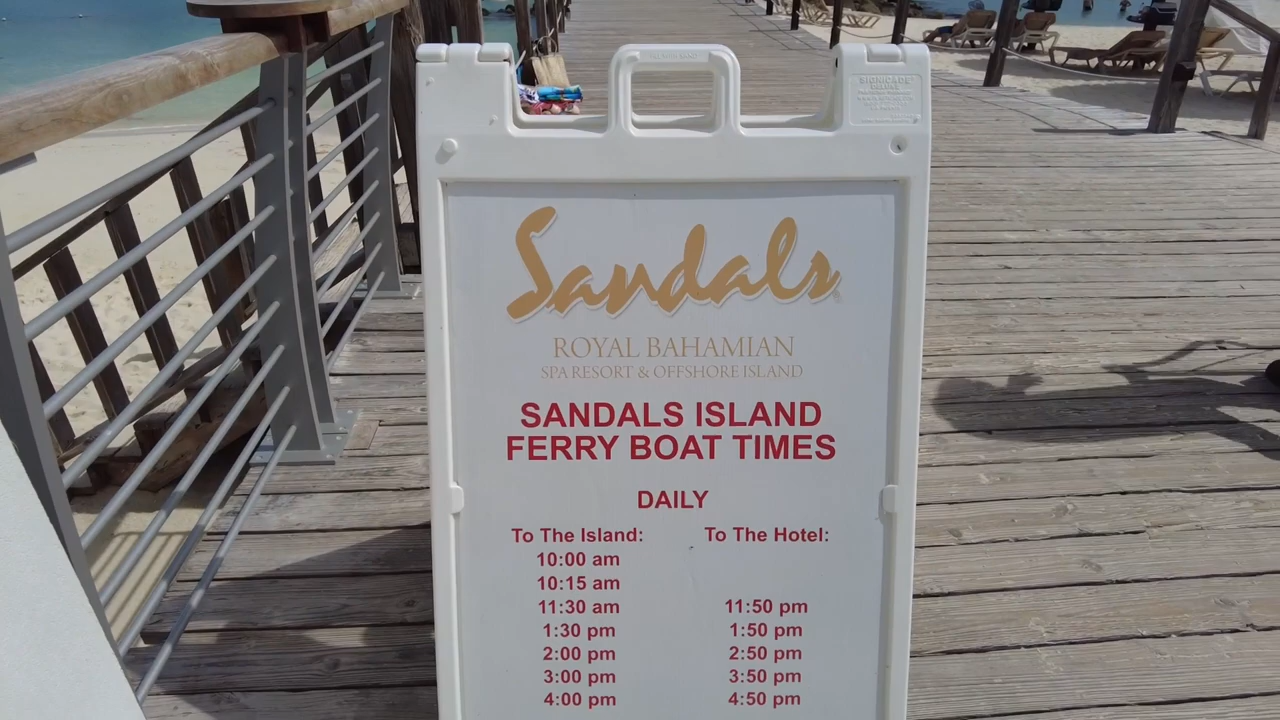 SIGNICADE
DELUXE
Sandals
ROYAL BAHAMIAN
SPA RESORT & OFFSHORE ISLAND
SANDALS ISLAND
FERRY BOAT TIMES
DAILY
To The Island: To The Hotel:
10:00 am
10:15 am
11:30 am 11:50 pm
1:30 pm 1:50 pm
2:00 pm 2:50 pm
3:00 pm 3:50 pm
4:00 pm 4:50 pm